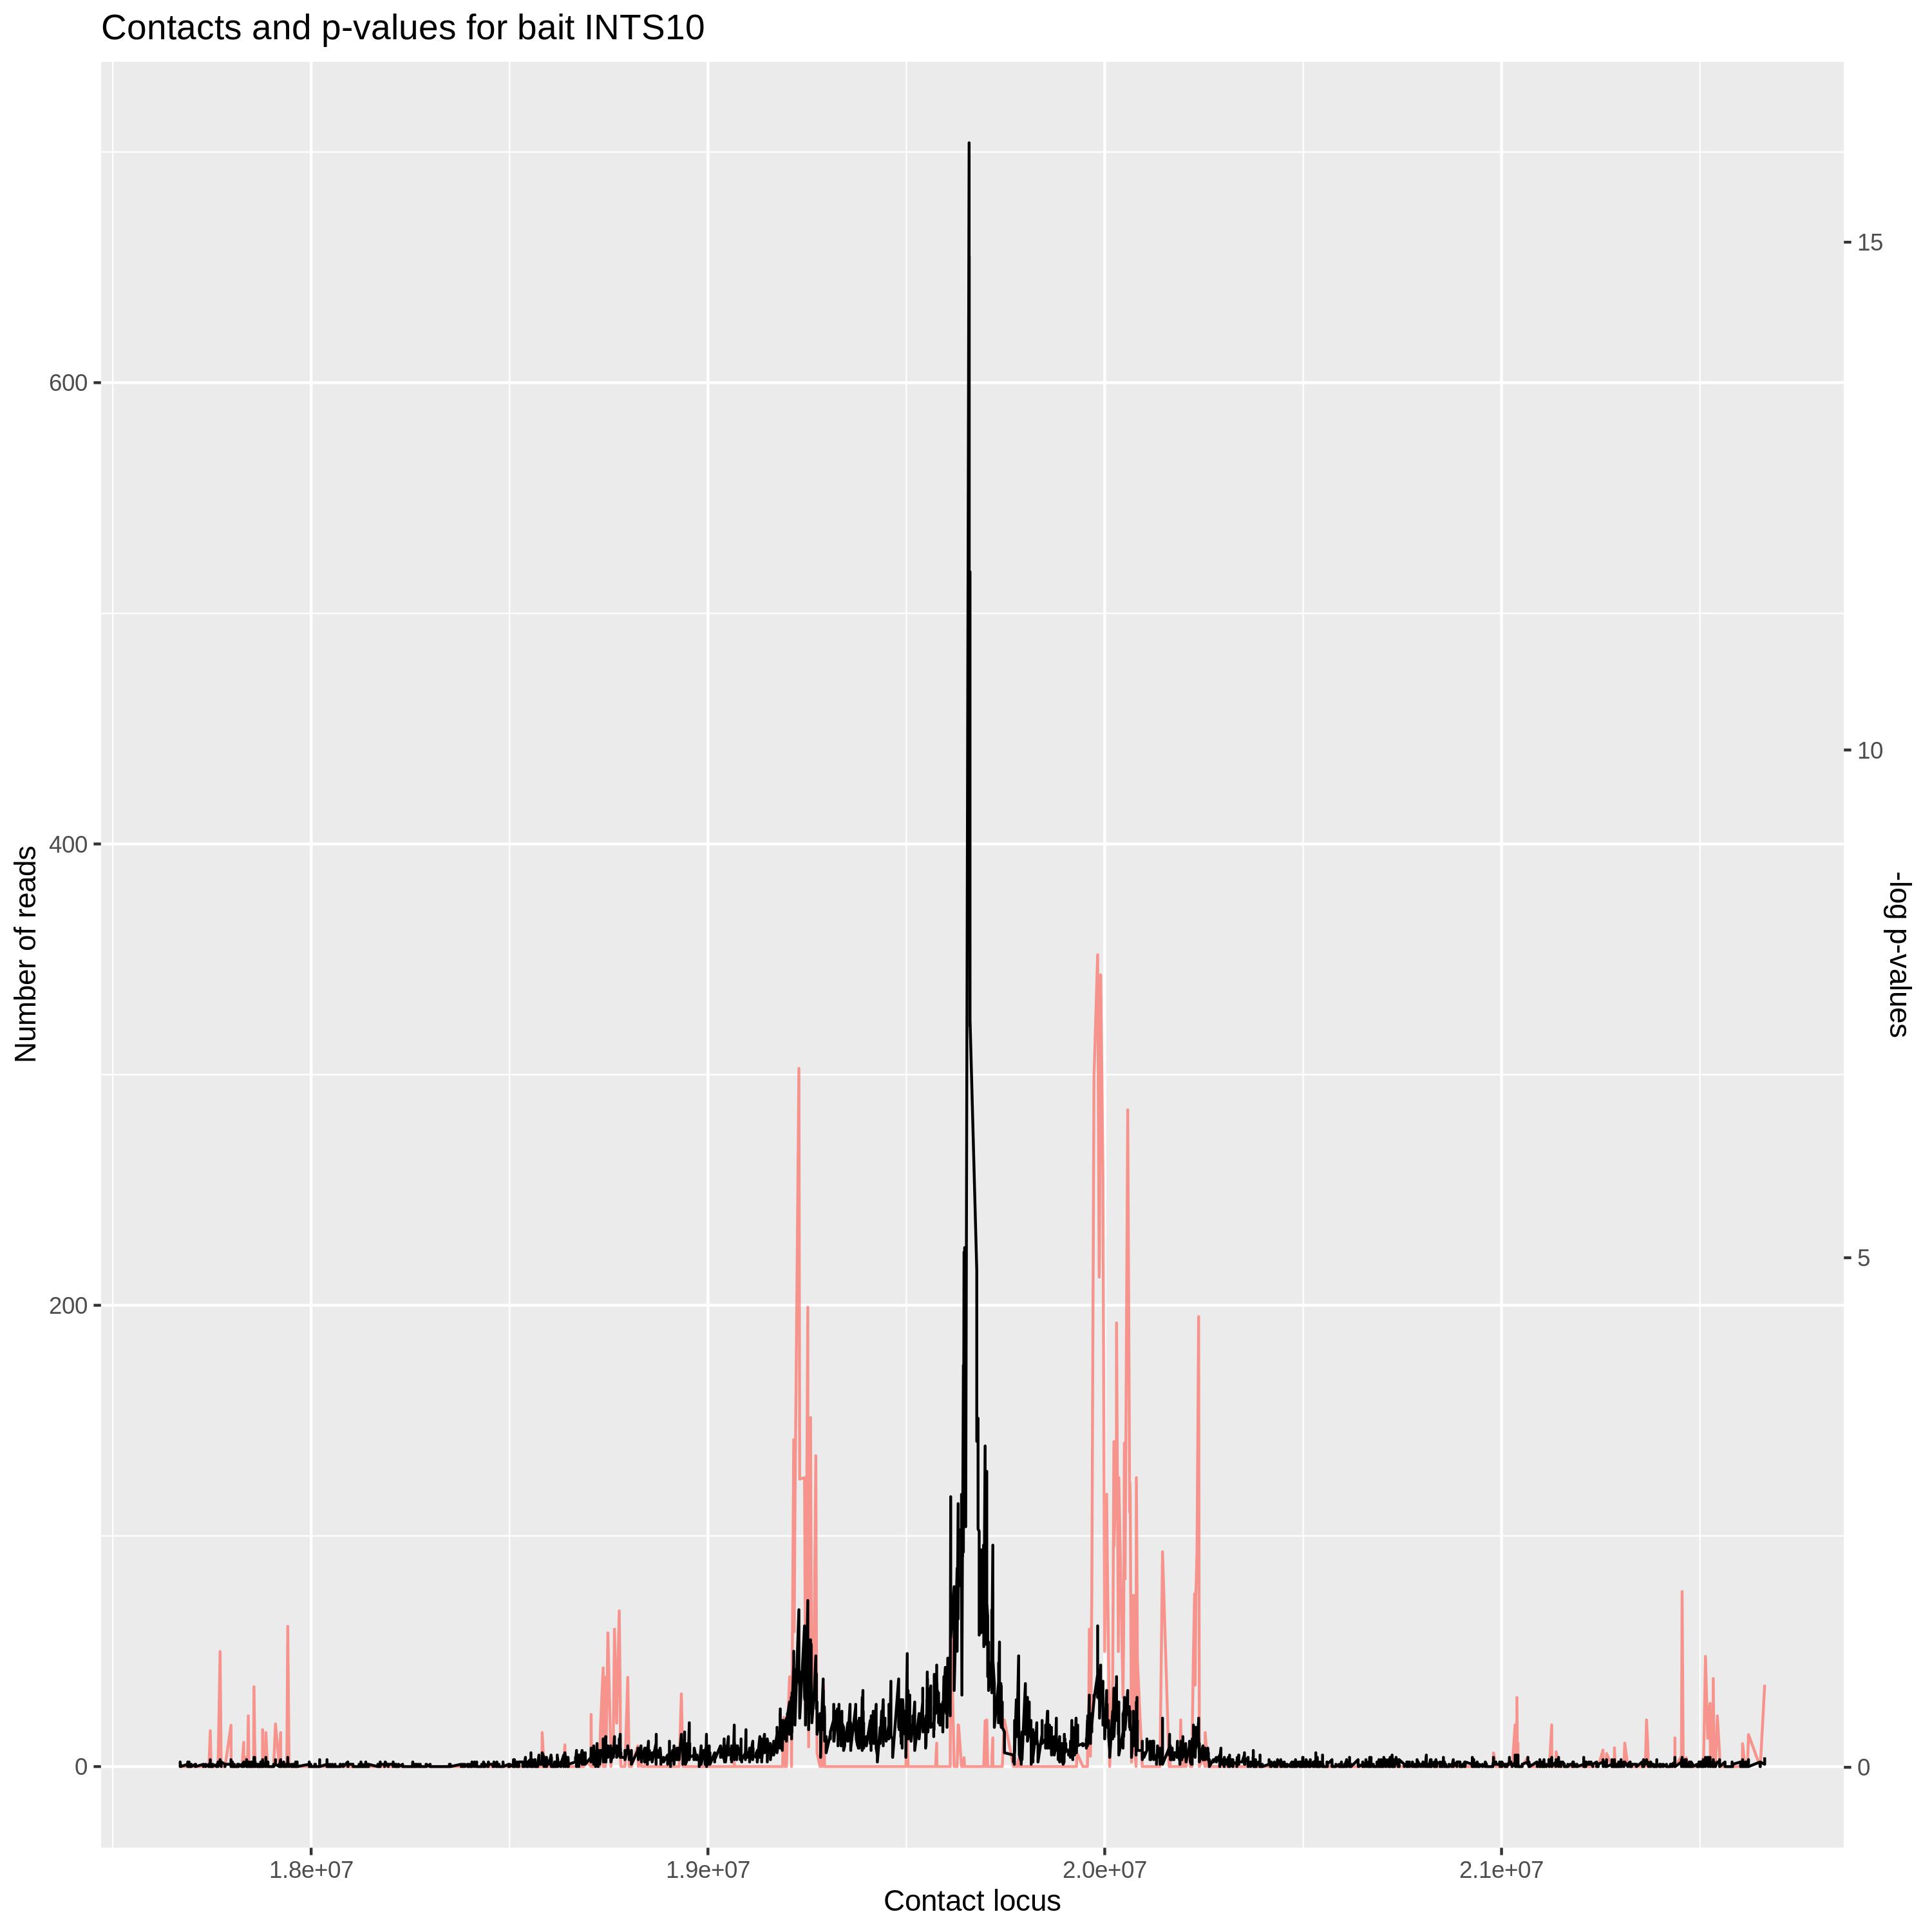 Contacts and p-values for bait INTS10
15
600
10
400
Number of reads
-log p-values
5
200
0
0
1.8e+07
1.9e+07
2.0e+07
2.1e+07
Contact locus